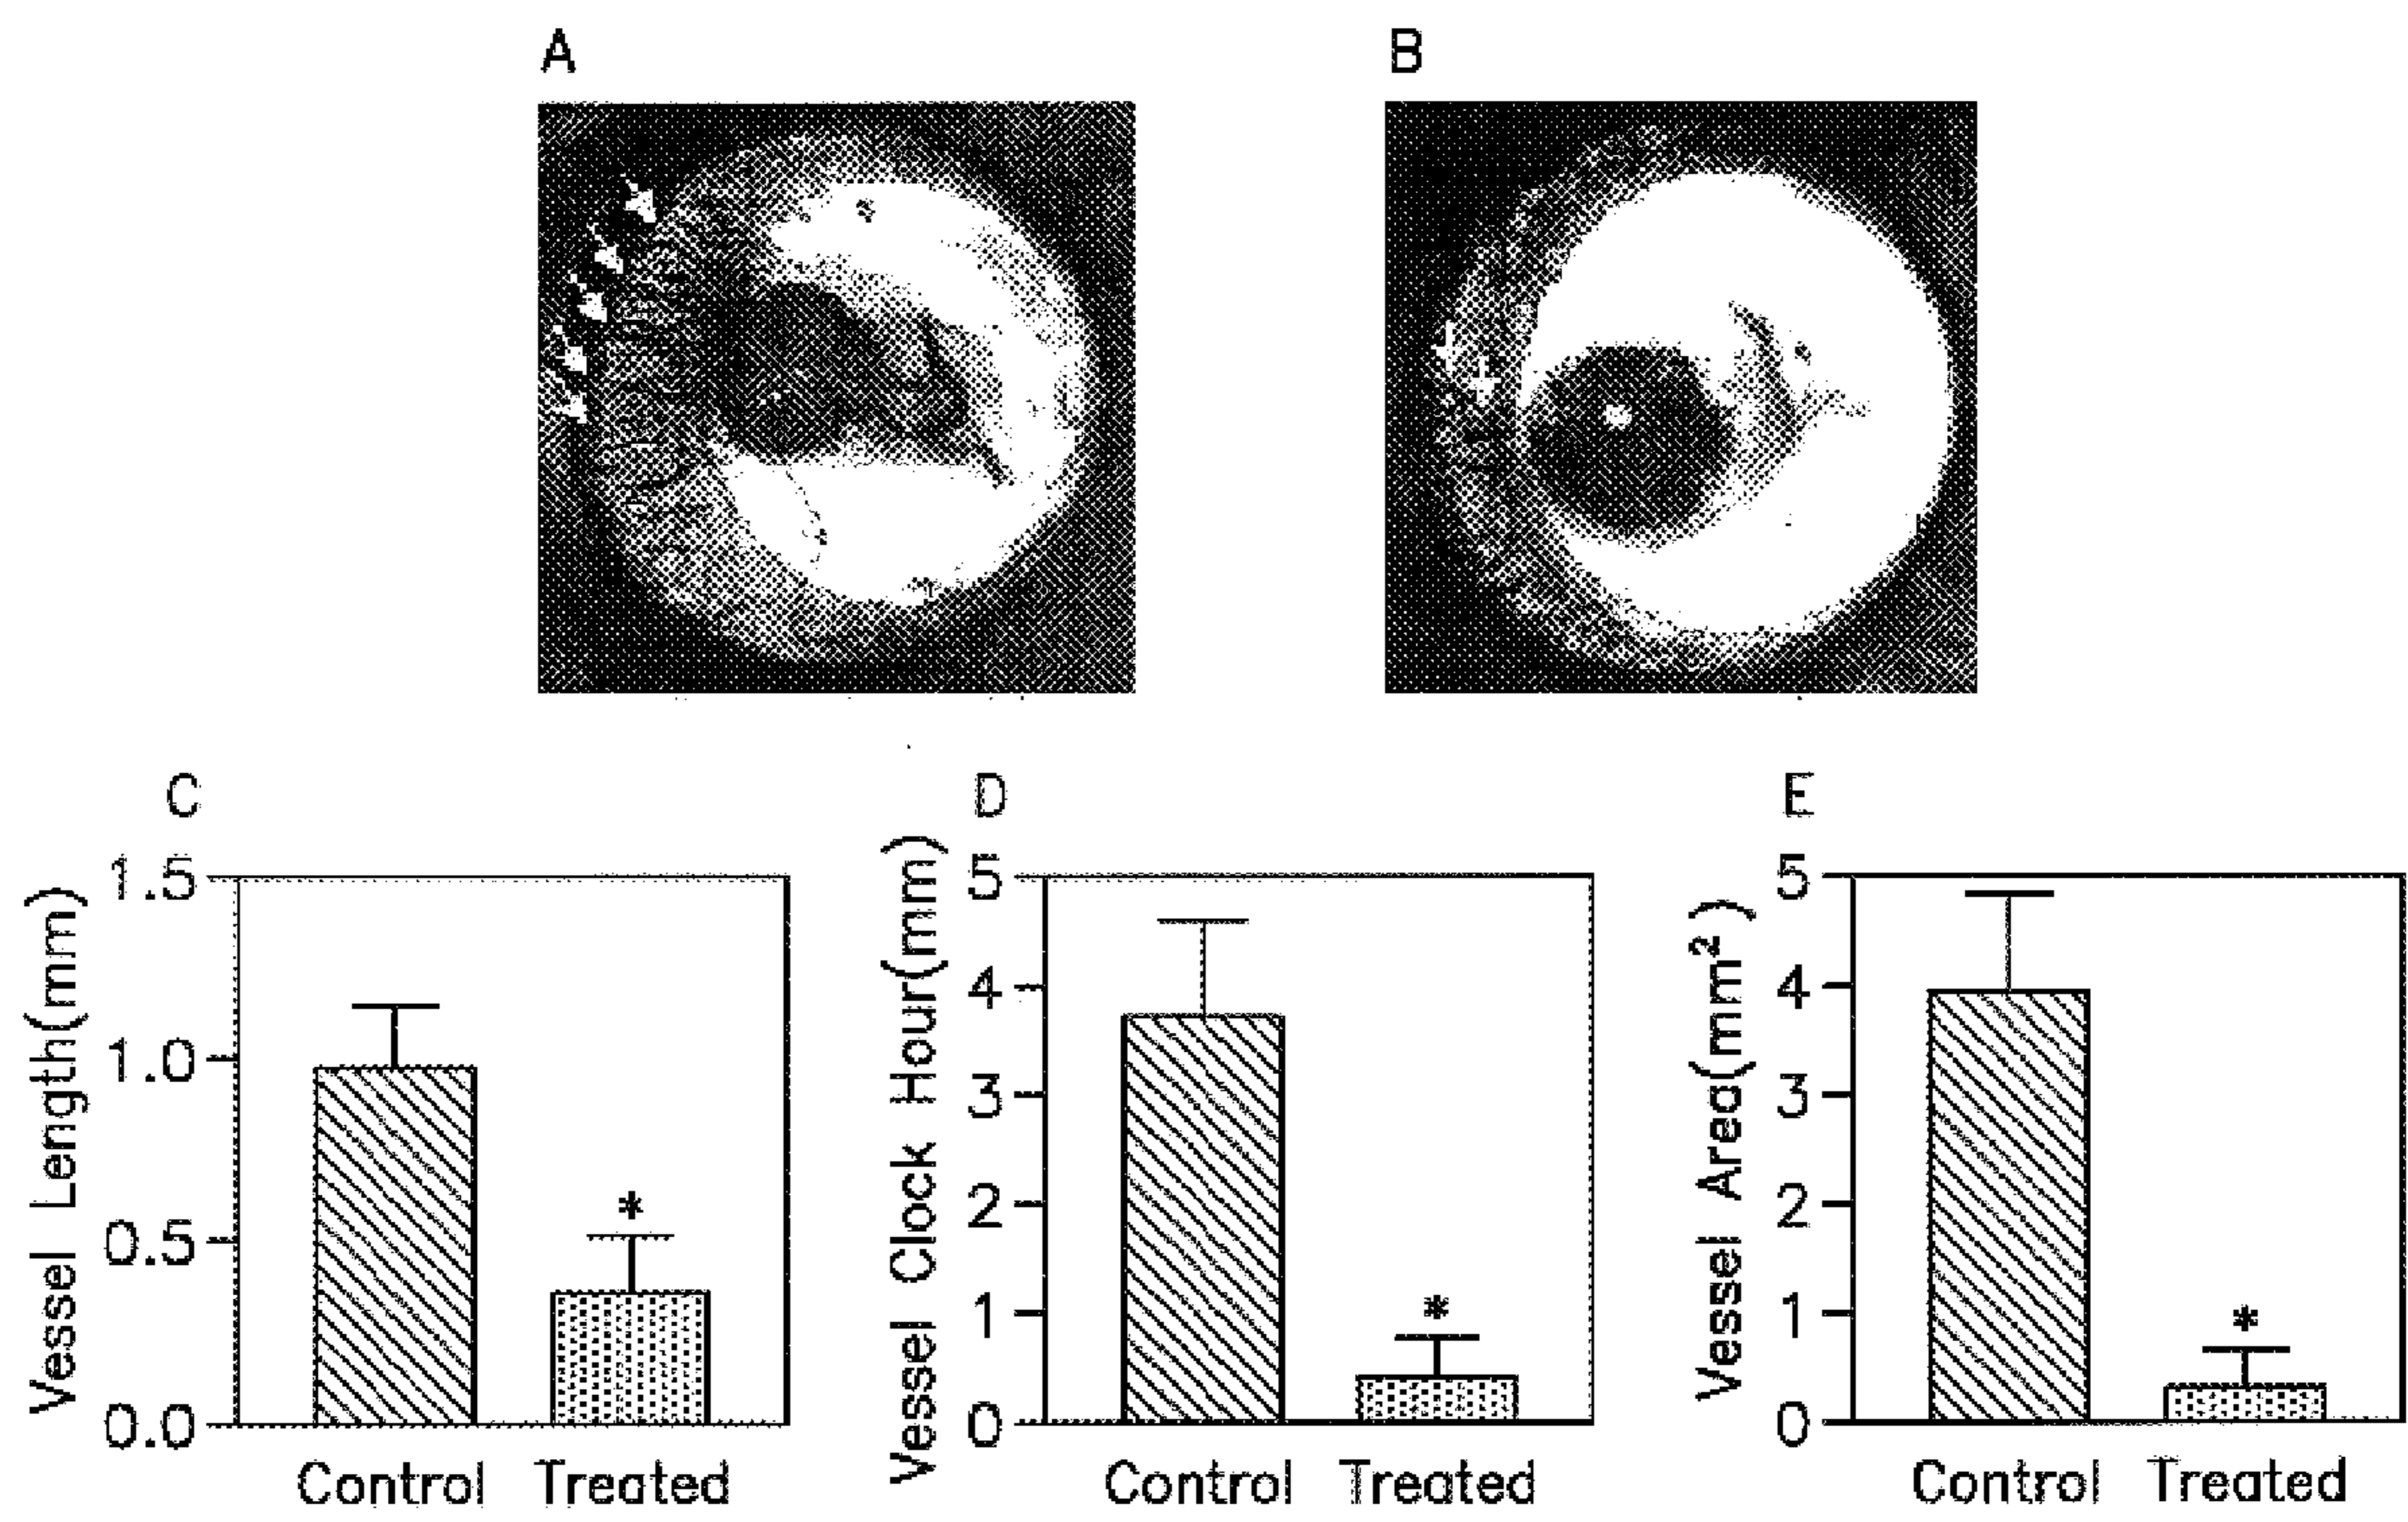 A
B
C
Vessel Length(mm)
1.5
1.0
0.5
0.0
Control Treated
*
D
Vessel Clock Hour(mm)
5
4
3
2
1
0
Control Treated
*
E
Vessel Area(mm²)
5
4
3
2
1
0
Control Treated
*